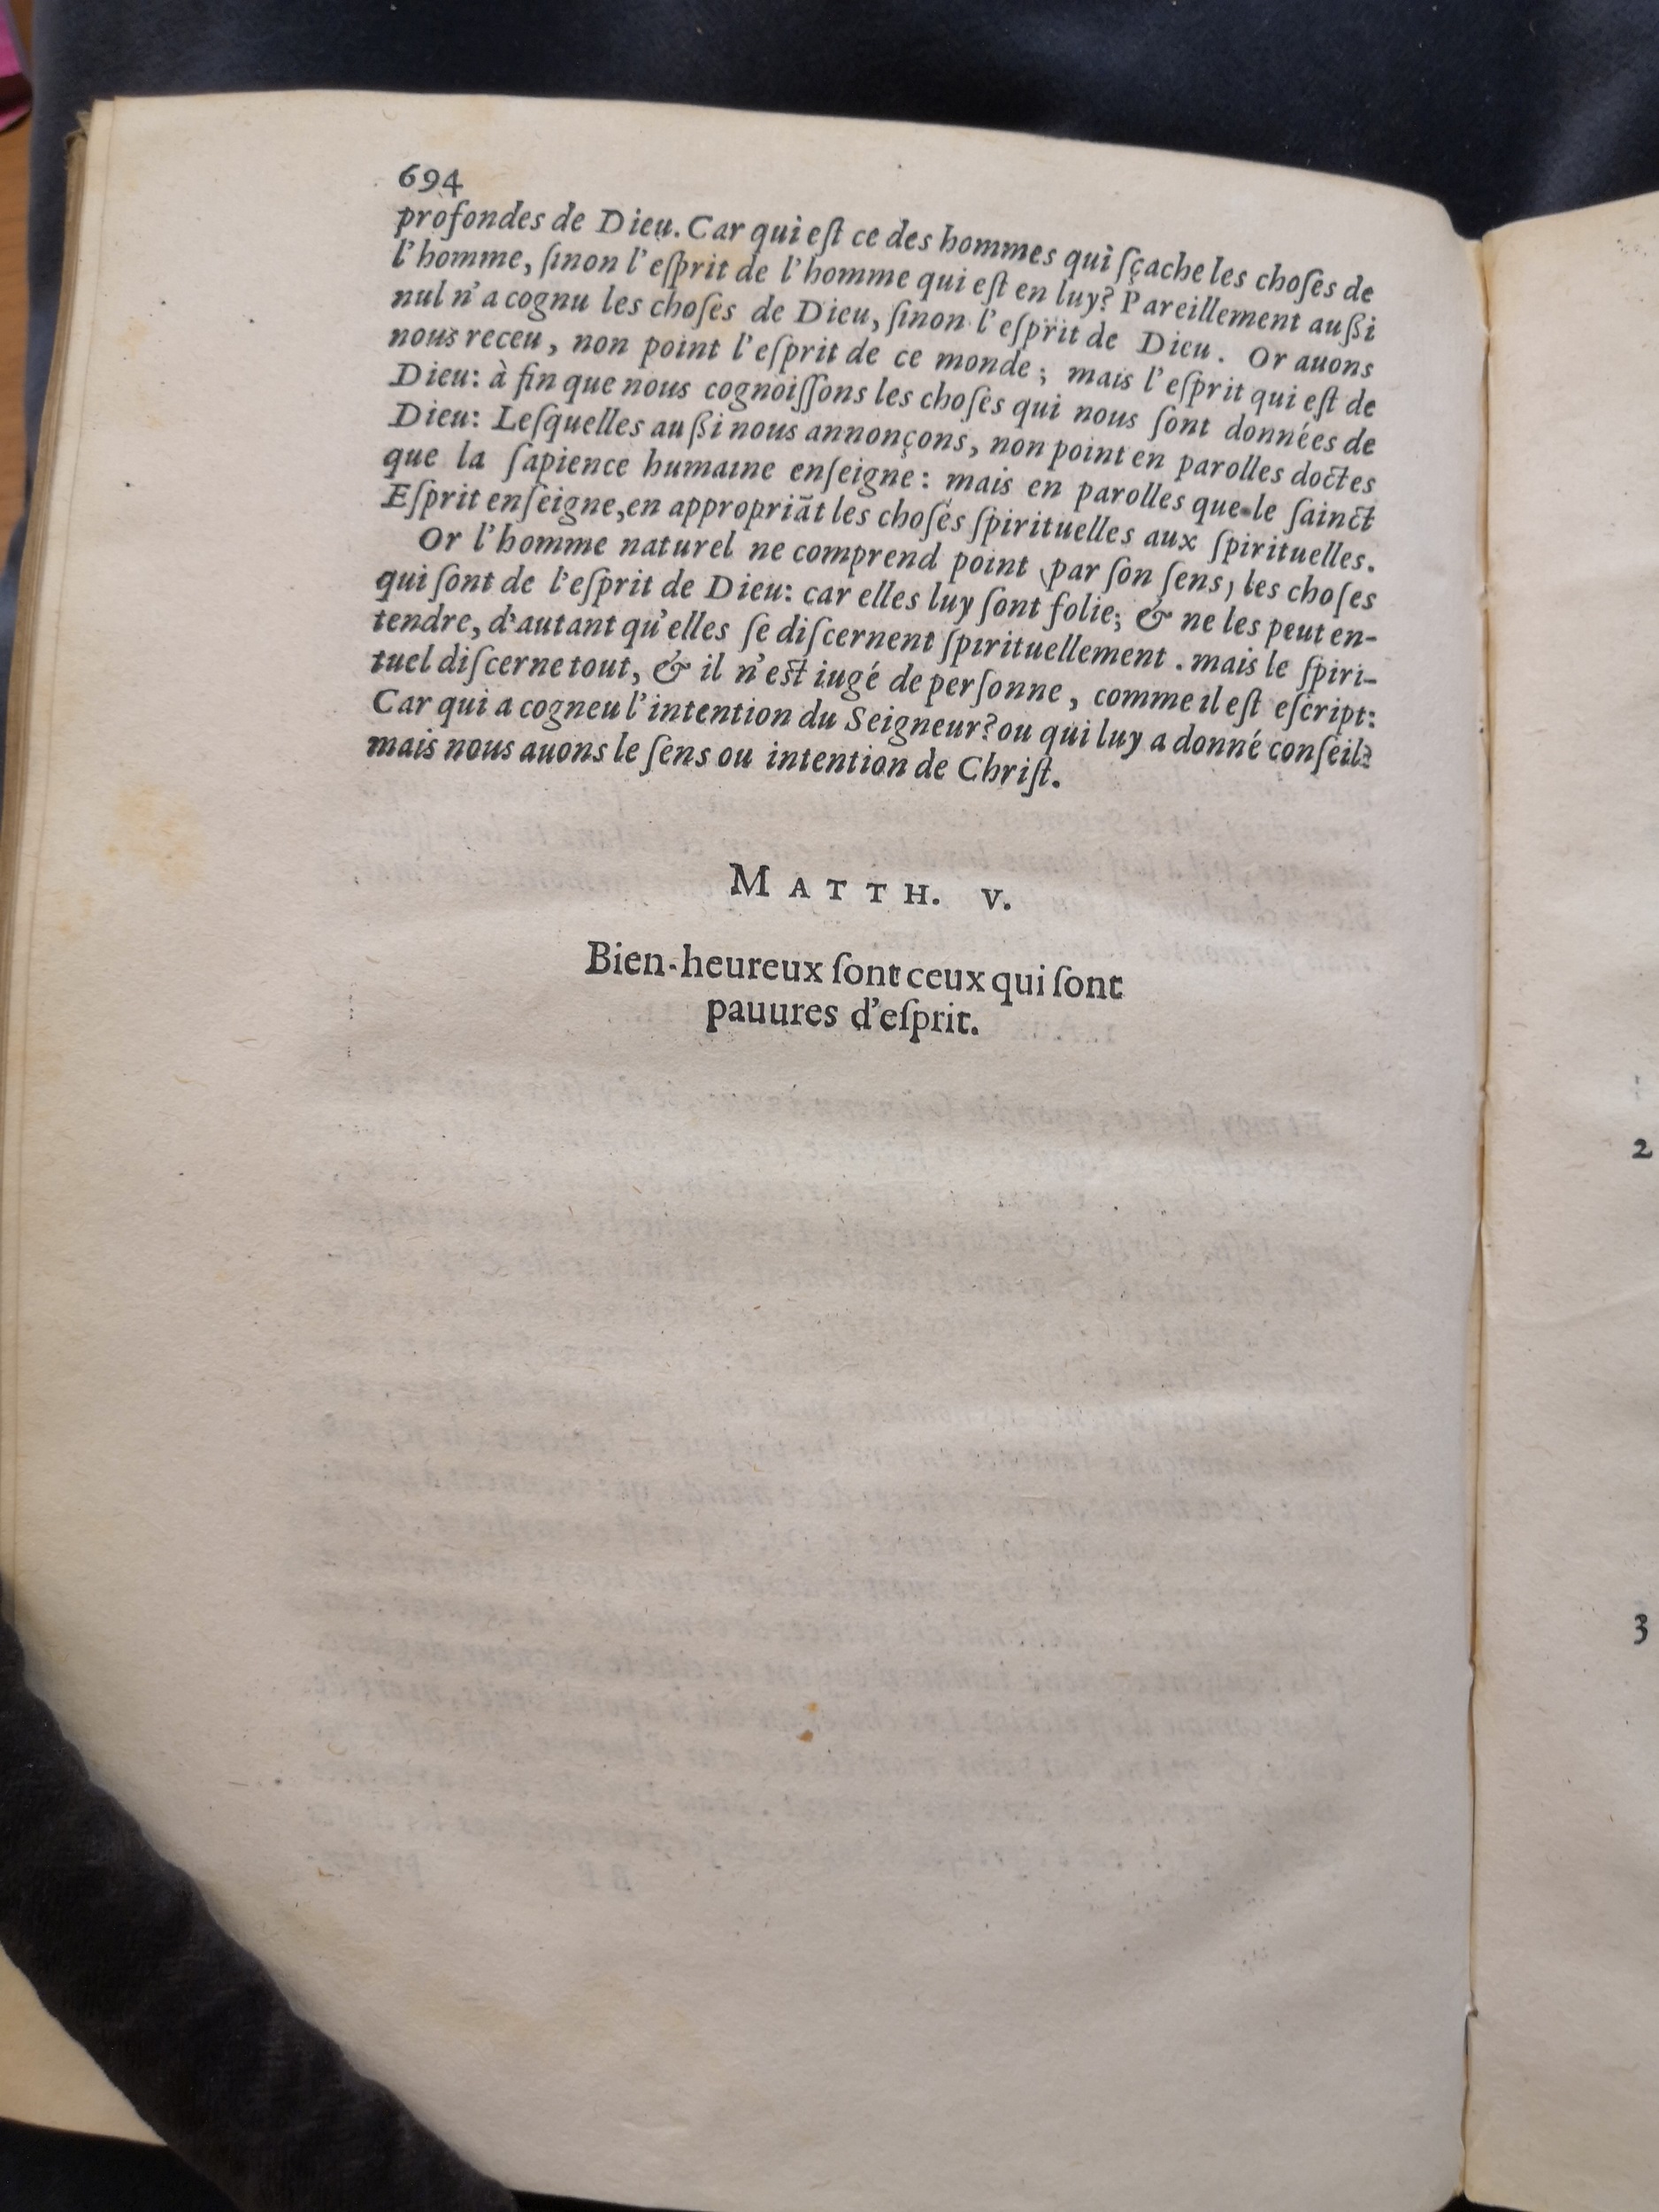 694
profondes de Dieu. Car qui eſt ce des hommes qui ſçache les choſes de
l'homme, ſinon l'eſprit de l'homme qui eſt en luy? Pareillement auſsi
nul n'a cognu les choſes de Dieu, ſinon l'eſprit de Dieu. Or auons
nous receu, non point l'eſprit de ce monde; mais l'eſprit qui eſt de
Dieu: à fin que nous cognoiſſons les choſes qui nous ſont données de
Dieu: Leſquelles auſsi nous annonçons, non point en parolles doctes
que la ſapience humaine enſeigne: mais en parolles que le ſainct
Eſprit enſeigne, en appropriãt les choſes ſpirituelles aux ſpirituelles.
Or l'homme naturel ne comprend point par ſon ſens, les choſes
qui ſont de l'eſprit de Dieu: car elles luy ſont folie; & ne les peut en-
tendre, d'autant qu'elles ſe diſcernent ſpirituellement. mais le ſpiri-
tuel diſcerne tout, & il n'eſt iugé de perſonne, comme il eſt eſcript:
Car qui a cogneu l'intention du Seigneur? ou qui luy a donné conſeil?
mais nous auons le ſens ou intention de Chriſt.
MATTH. V.
Bien-heureux ſont ceux qui ſont
pauures d'eſprit.
2
3